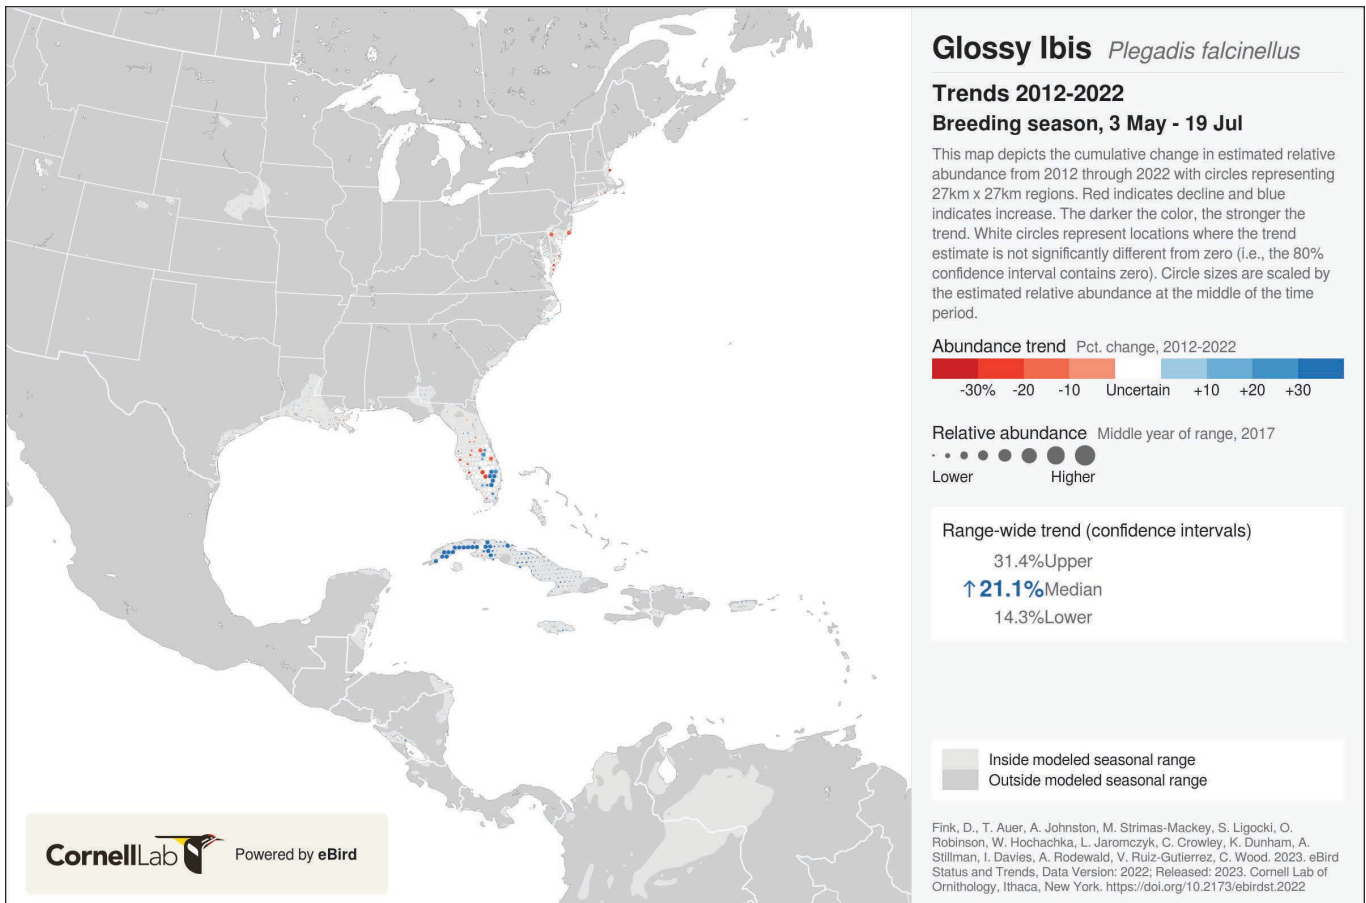 Glossy Ibis Plegadis falcinellus
Trends 2012-2022
Breeding season, 3 May - 19 Jul
This map depicts the cumulative change in estimated relative
abundance from 2012 through 2022 with circles representing
27km x 27km regions. Red indicates decline and blue
indicates increase. The darker the color, the stronger the
trend. White circles represent locations where the trend
estimate is not significantly different from zero (i.e., the 80%
confidence interval contains zero). Circle sizes are scaled by
the estimated relative abundance at the middle of the time
period.
Abundance trend Pct. change, 2012-2022
-30% -20 -10 Uncertain +10 +20 +30
Relative abundance Middle year of range, 2017
Lower Higher
Range-wide trend (confidence intervals)
31.4%Upper
↑21.1%Median
14.3%Lower
Inside modeled seasonal range
Outside modeled seasonal range
Fink, D., T. Auer, A. Johnston, M. Strimas-Mackey, S. Ligocki, O.
Robinson, W. Hochachka, L. Jaromczyk, C. Crowley, K. Dunham, A.
Stillman, I. Davies, A. Rodewald, V. Ruiz-Gutierrez, C. Wood. 2023. eBird
Status and Trends, Data Version: 2022; Released: 2023. Cornell Lab of
Ornithology, Ithaca, New York. https://doi.org/10.2173/ebirdst.2022
CornellLab Powered by eBird